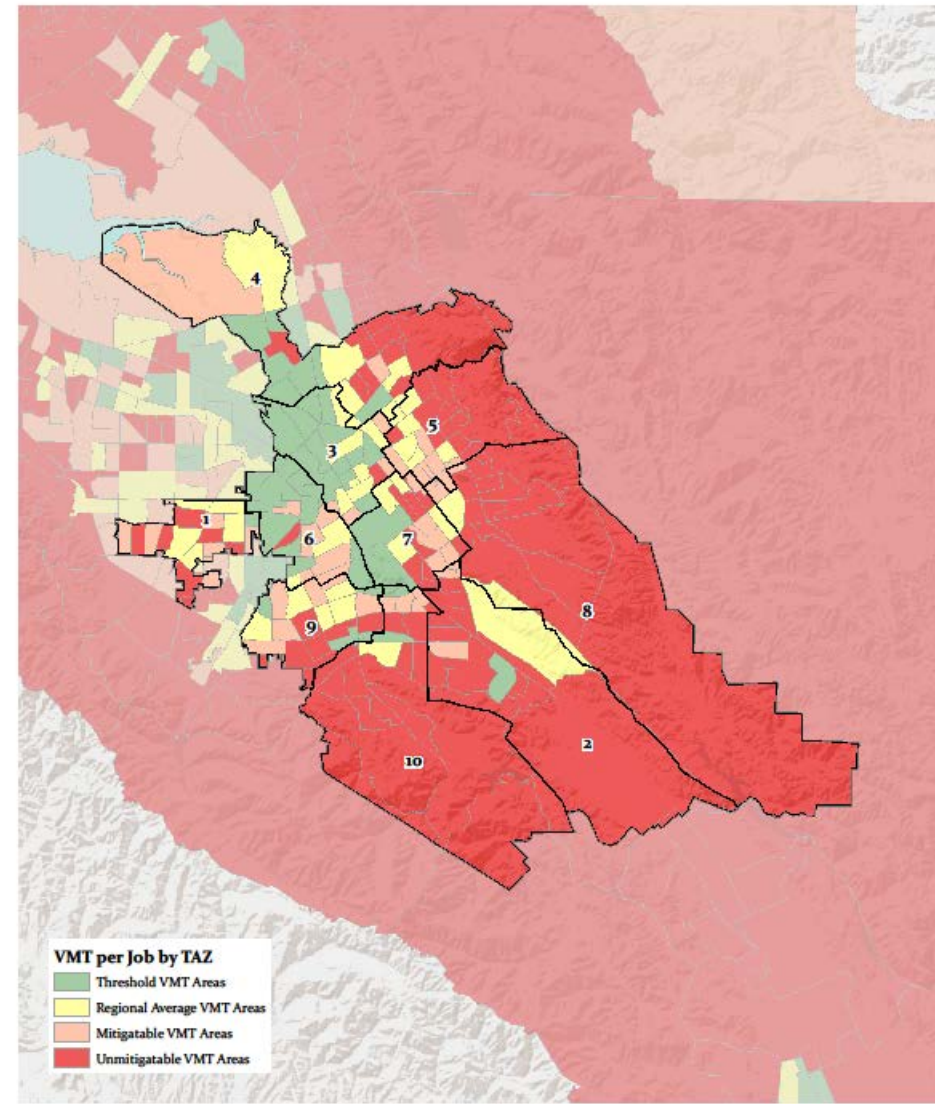 4
5
3
1
6
7
8
9
2
10
VMT per Job by TAZ
Threshold VMT Areas
Regional Average VMT Areas
Mitigatable VMT Areas
Unmitigatable VMT Areas